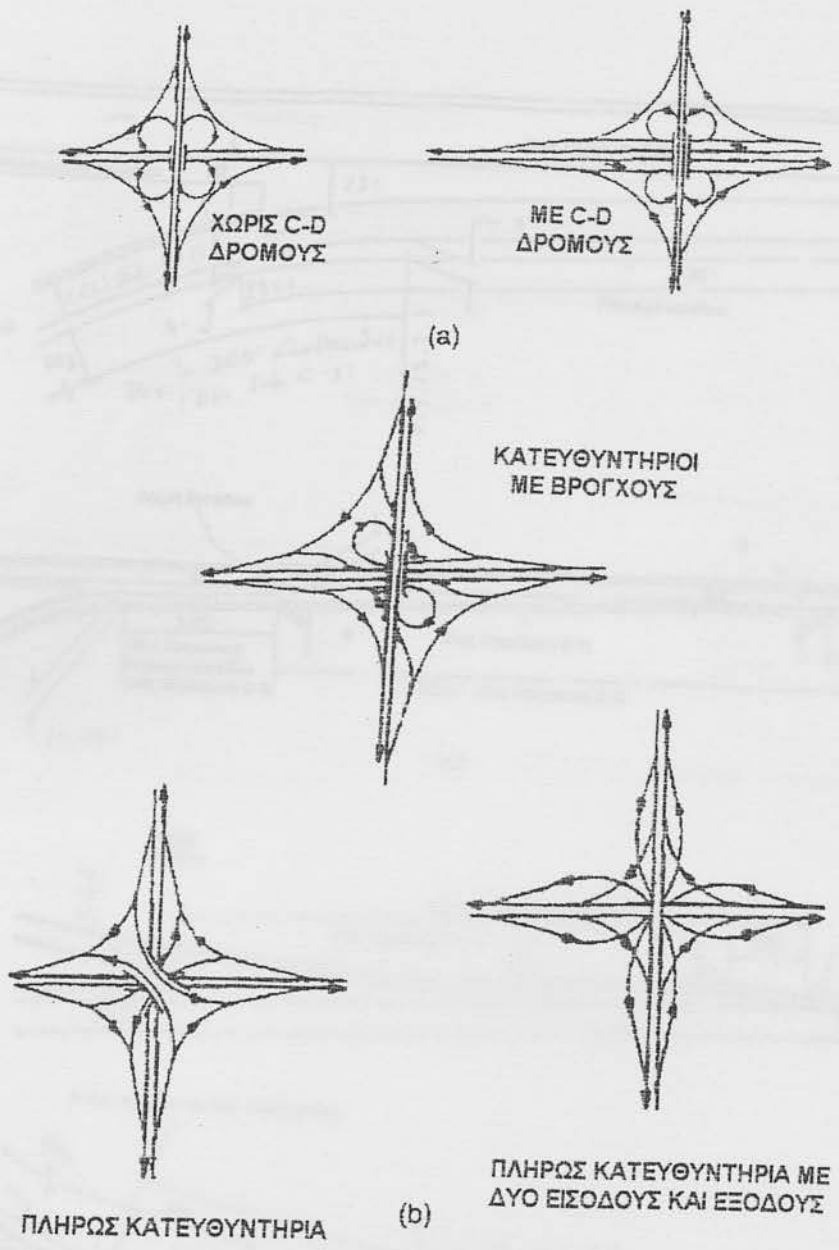 ΧΩΡΙΣ C-D
ΔΡΟΜΟΥΣ
ΜΕ C-D
ΔΡΟΜΟΥΣ
(a)
ΚΑΤΕΥΘΥΝΤΗΡΙΟΙ
ΜΕ ΒΡΟΓΧΟΥΣ
ΠΛΗΡΩΣ ΚΑΤΕΥΘΥΝΤΗΡΙΑ
(b)
ΠΛΗΡΩΣ ΚΑΤΕΥΘΥΝΤΗΡΙΑ ΜΕ
ΔΥΟ ΕΙΣΟΔΟΥΣ ΚΑΙ ΕΞΟΔΟΥΣ